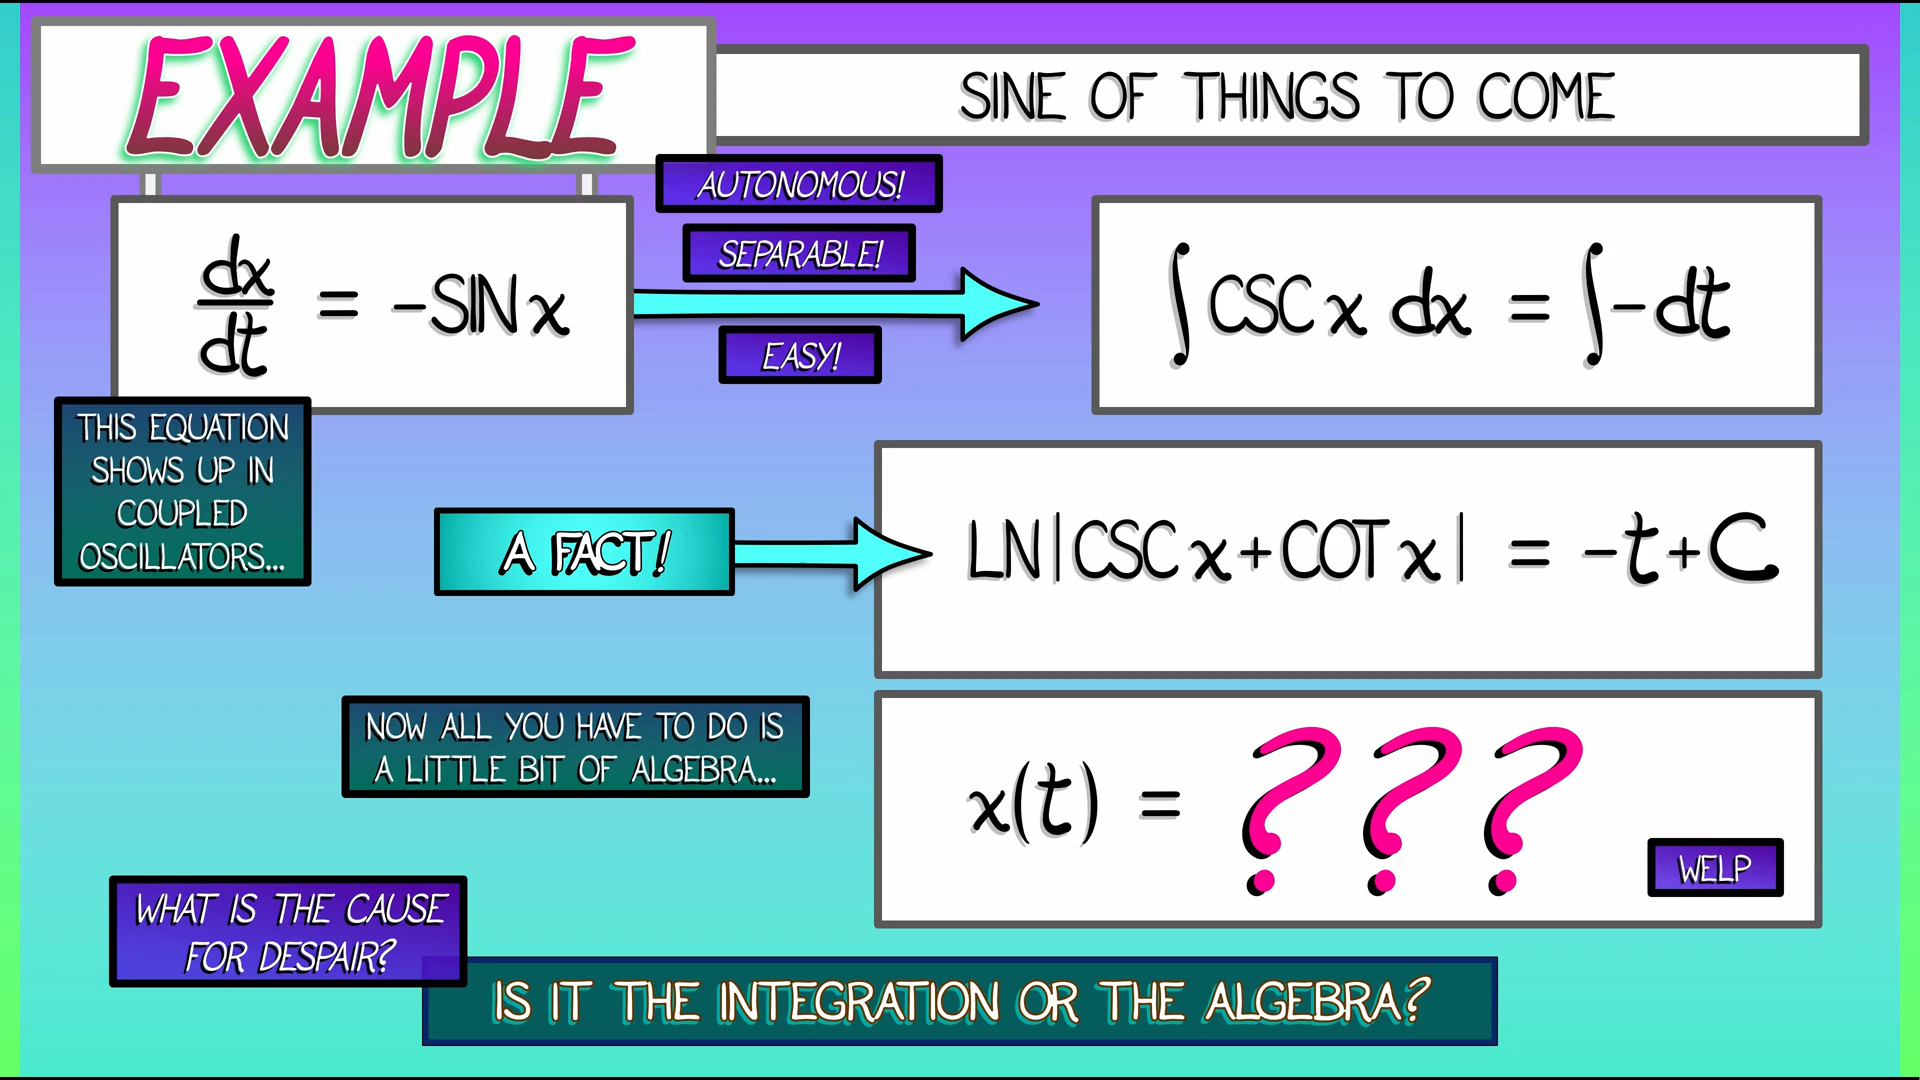 EXAMPLE
SINE OF THINGS TO COME
dx/dt = -SIN x
AUTONOMOUS!
SEPARABLE!
EASY!
∫CSC x dx = ∫-dt
THIS EQUATION
SHOWS UP IN
COUPLED
OSCILLATORS...
A FACT!
LN|CSC x+COT x| = -t+C
NOW ALL YOU HAVE TO DO IS
A LITTLE BIT OF ALGEBRA...
x(t) = ???
WELP
WHAT IS THE CAUSE
FOR DESPAIR?
IS IT THE INTEGRATION OR THE ALGEBRA?